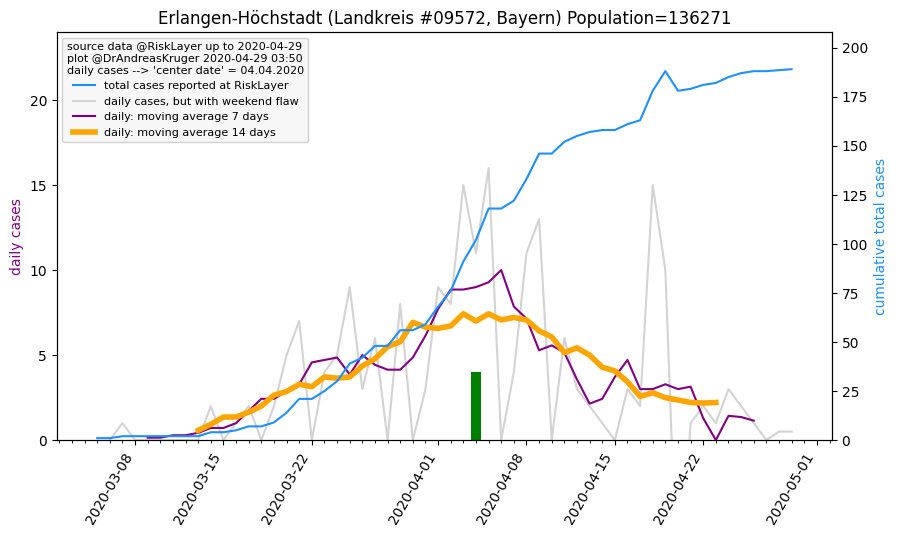 Erlangen-Höchstadt (Landkreis #09572, Bayern) Population=136271
source data @RiskLayer up to 2020-04-29
plot @DrAndreasKruger 2020-04-29 03:50
daily cases --> 'center date' = 04.04.2020
total cases reported at RiskLayer
daily cases, but with weekend flaw
daily: moving average 7 days
daily: moving average 14 days
daily cases
20
15
10
5
0
200
175
150
125
100
75
50
25
0
cumulative total cases
2020-03-08
2020-03-15
2020-03-22
2020-04-01
2020-04-08
2020-04-15
2020-04-22
2020-05-01